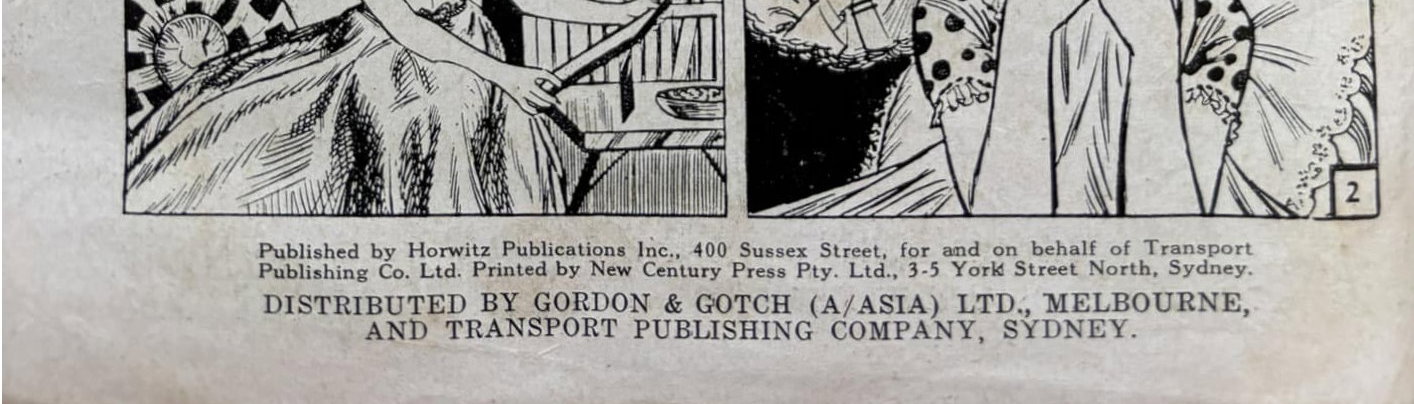 2
Published by Horwitz Publications Inc., 400 Sussex Street, for and on behalf of Transport
Publishing Co. Ltd. Printed by New Century Press Pty. Ltd., 3-5 York Street North, Sydney.
DISTRIBUTED BY GORDON & GOTCH (A/ASIA) LTD., MELBOURNE,
AND TRANSPORT PUBLISHING COMPANY, SYDNEY.